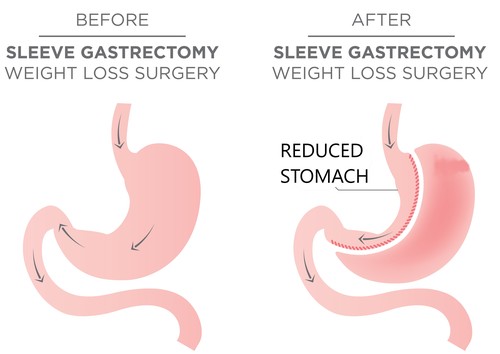 BEFORE
SLEEVE GASTRECTOMY
WEIGHT LOSS SURGERY
AFTER
SLEEVE GASTRECTOMY
WEIGHT LOSS SURGERY
REDUCED
STOMACH